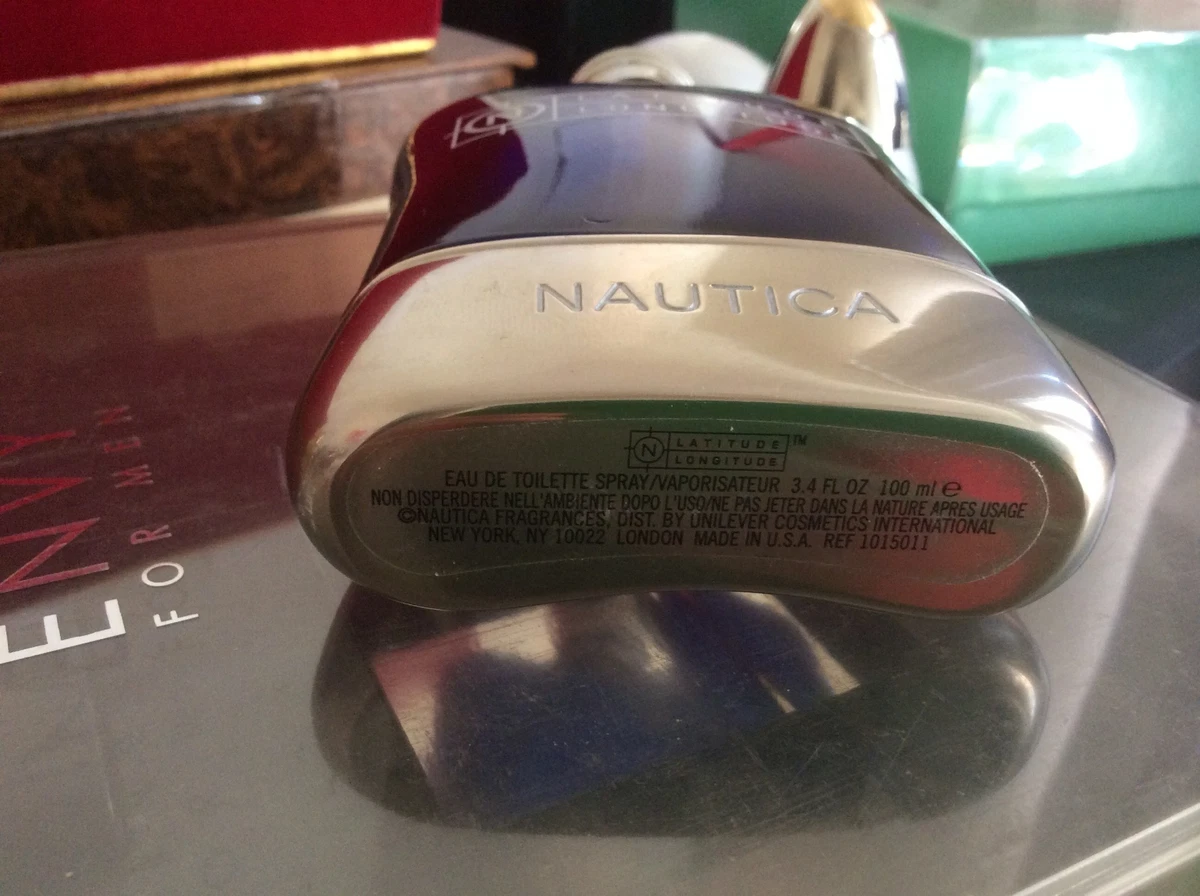 NAUTICA
N LATITUDE™
LONGITUDE
EAU DE TOILETTE SPRAY/VAPORISATEUR 3.4 FL OZ 100 ml ℮
NON DISPERDERE NELL'AMBIENTE DOPO L'USO/NE PAS JETER DANS LA NATURE APRES USAGE
©NAUTICA FRAGRANCES, DIST. BY UNILEVER COSMETICS INTERNATIONAL
NEW YORK, NY 10022 LONDON MADE IN U.S.A. REF 1015011
ENVY
FOR MEN